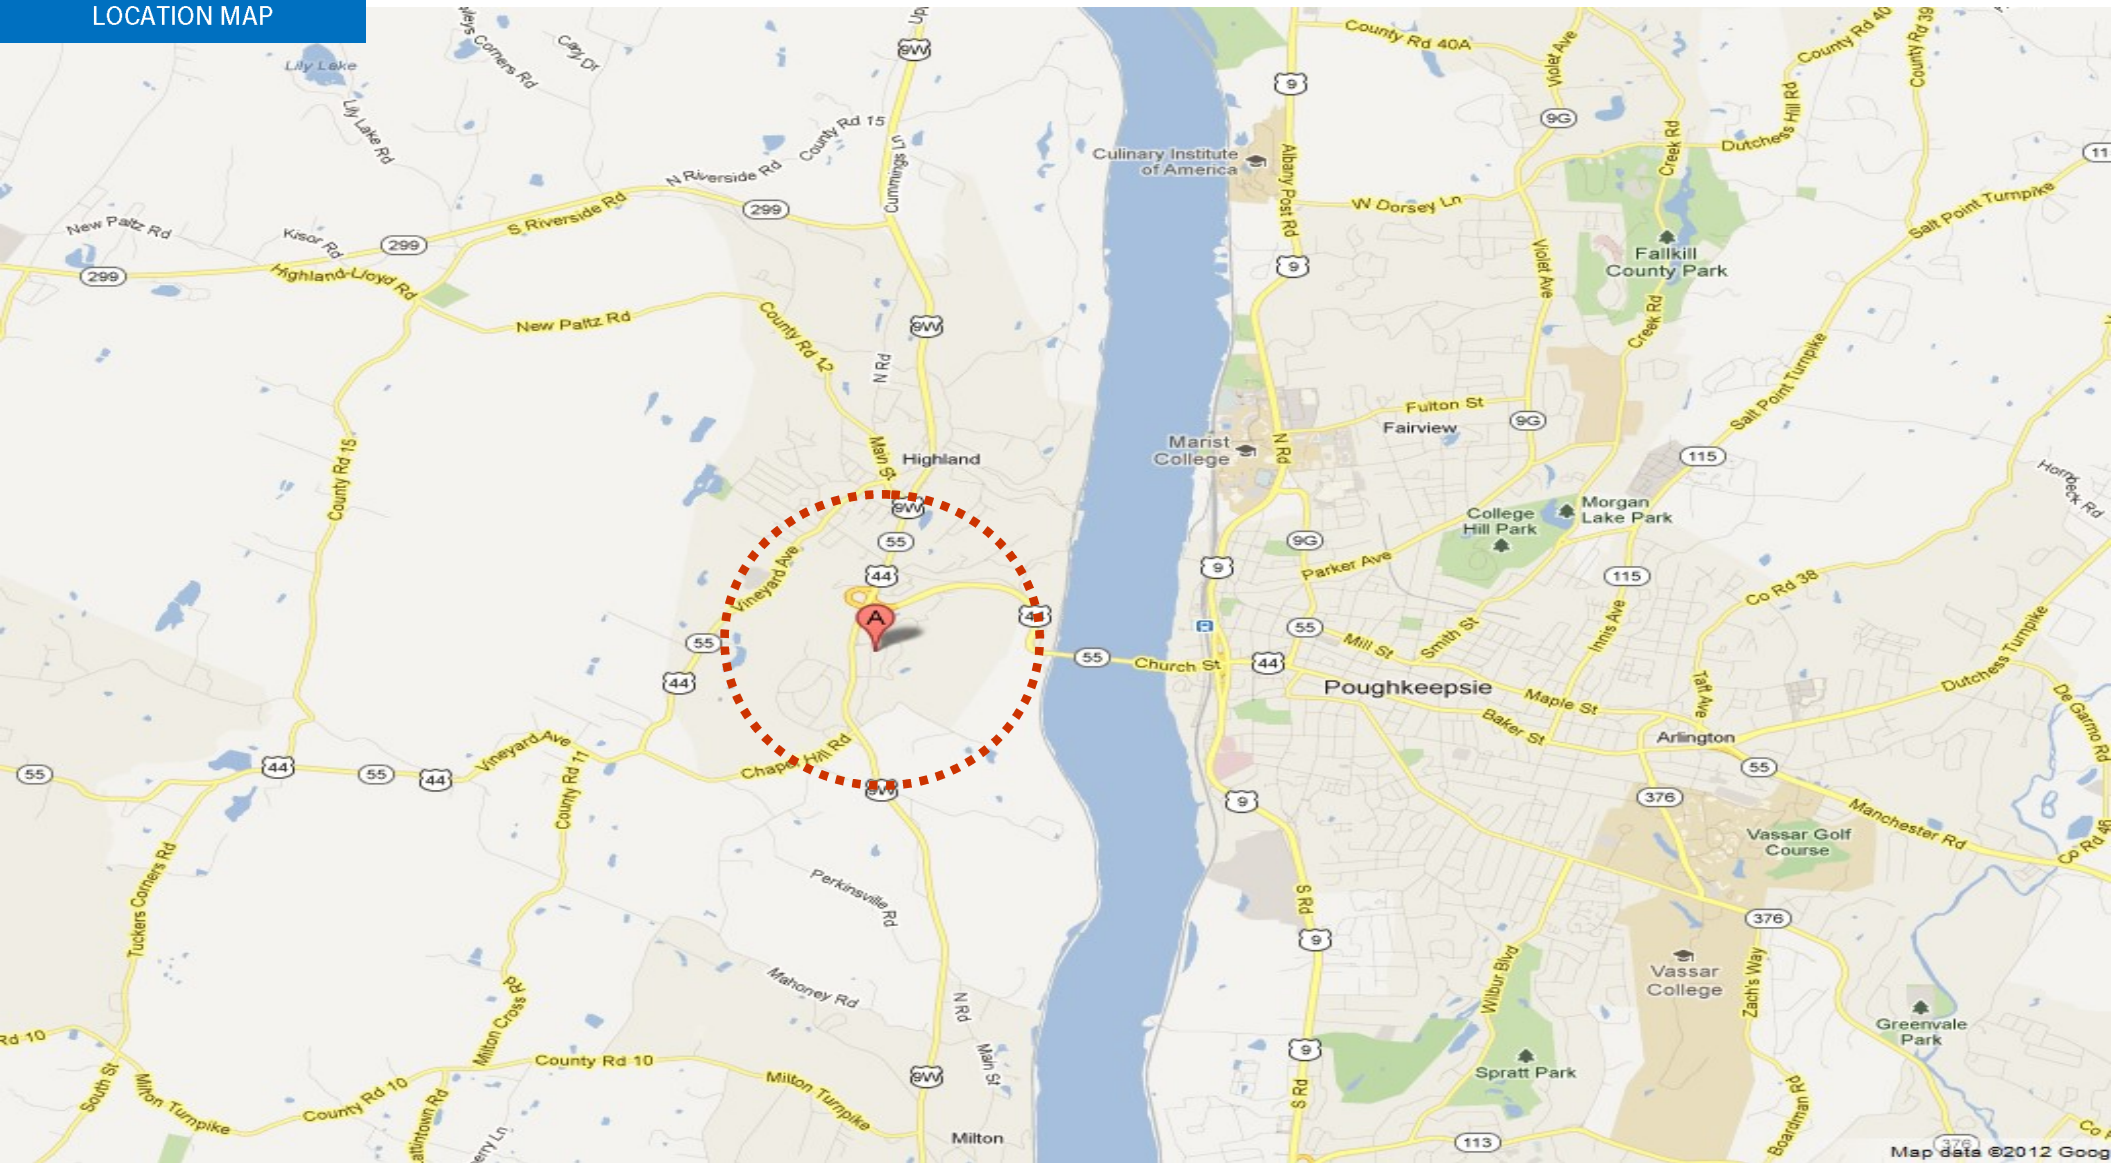 LOCATION MAP
Lily Lake
Corners Rd
Cary Dr
9W
9
County Rd 40A
Violet Ave
County Rd 40
County Rd 39
Lily Lake Rd
County Rd 15
Cummings Ln
9G
Creek Rd
Dutchess Hill Rd
Culinary Institute
of America
Albany Post Rd
11
N Riverside Rd
299
S Riverside Rd
W Dorsey Ln
Salt Point Turnpike
New Paltz Rd
Kisor Rd
299
299
Highland-Lloyd Rd
9
Violet Ave
Fallkill
County Park
Creek Rd
New Paltz Rd
County Rd 12
9W
N Rd
Salt Point Turnpike
County Rd 15
Main St
Highland
Marist
College
N Rd
Fulton St
Fairview
9G
115
Hornbeck Rd
9W
55
44
Vineyard Ave
A
44
55
44
9
9G
Parker Ave
College
Hill Park
Morgan
Lake Park
115
Co Rd 38
Innis Ave
55
Church St
44
55
Mill St
Smith St
Poughkeepsie
Maple St
Baker St
Taft Ave
Arlington
Dutchess Turnpike
De Garmo Rd
55
44
55
44
Vineyard Ave
County Rd 11
Chapel Hill Rd
9W
9
376
55
Manchester Rd
Co Rd 46
Vassar Golf
Course
Tuckers Corners Rd
Perkinsville Rd
S Rd
9
376
Mahoney Rd
N Rd
Wilbur Blvd
Vassar
College
Zach's Way
Greenvale
Park
Rd 10
South St
Milton Turnpike
County Rd 10
Milton Cross Rd
County Rd 10
Milton Turnpike
9W
Main St
Milton
9
S Rd
Spratt Park
113
Boardman Rd
376
Map data ©2012 Goog